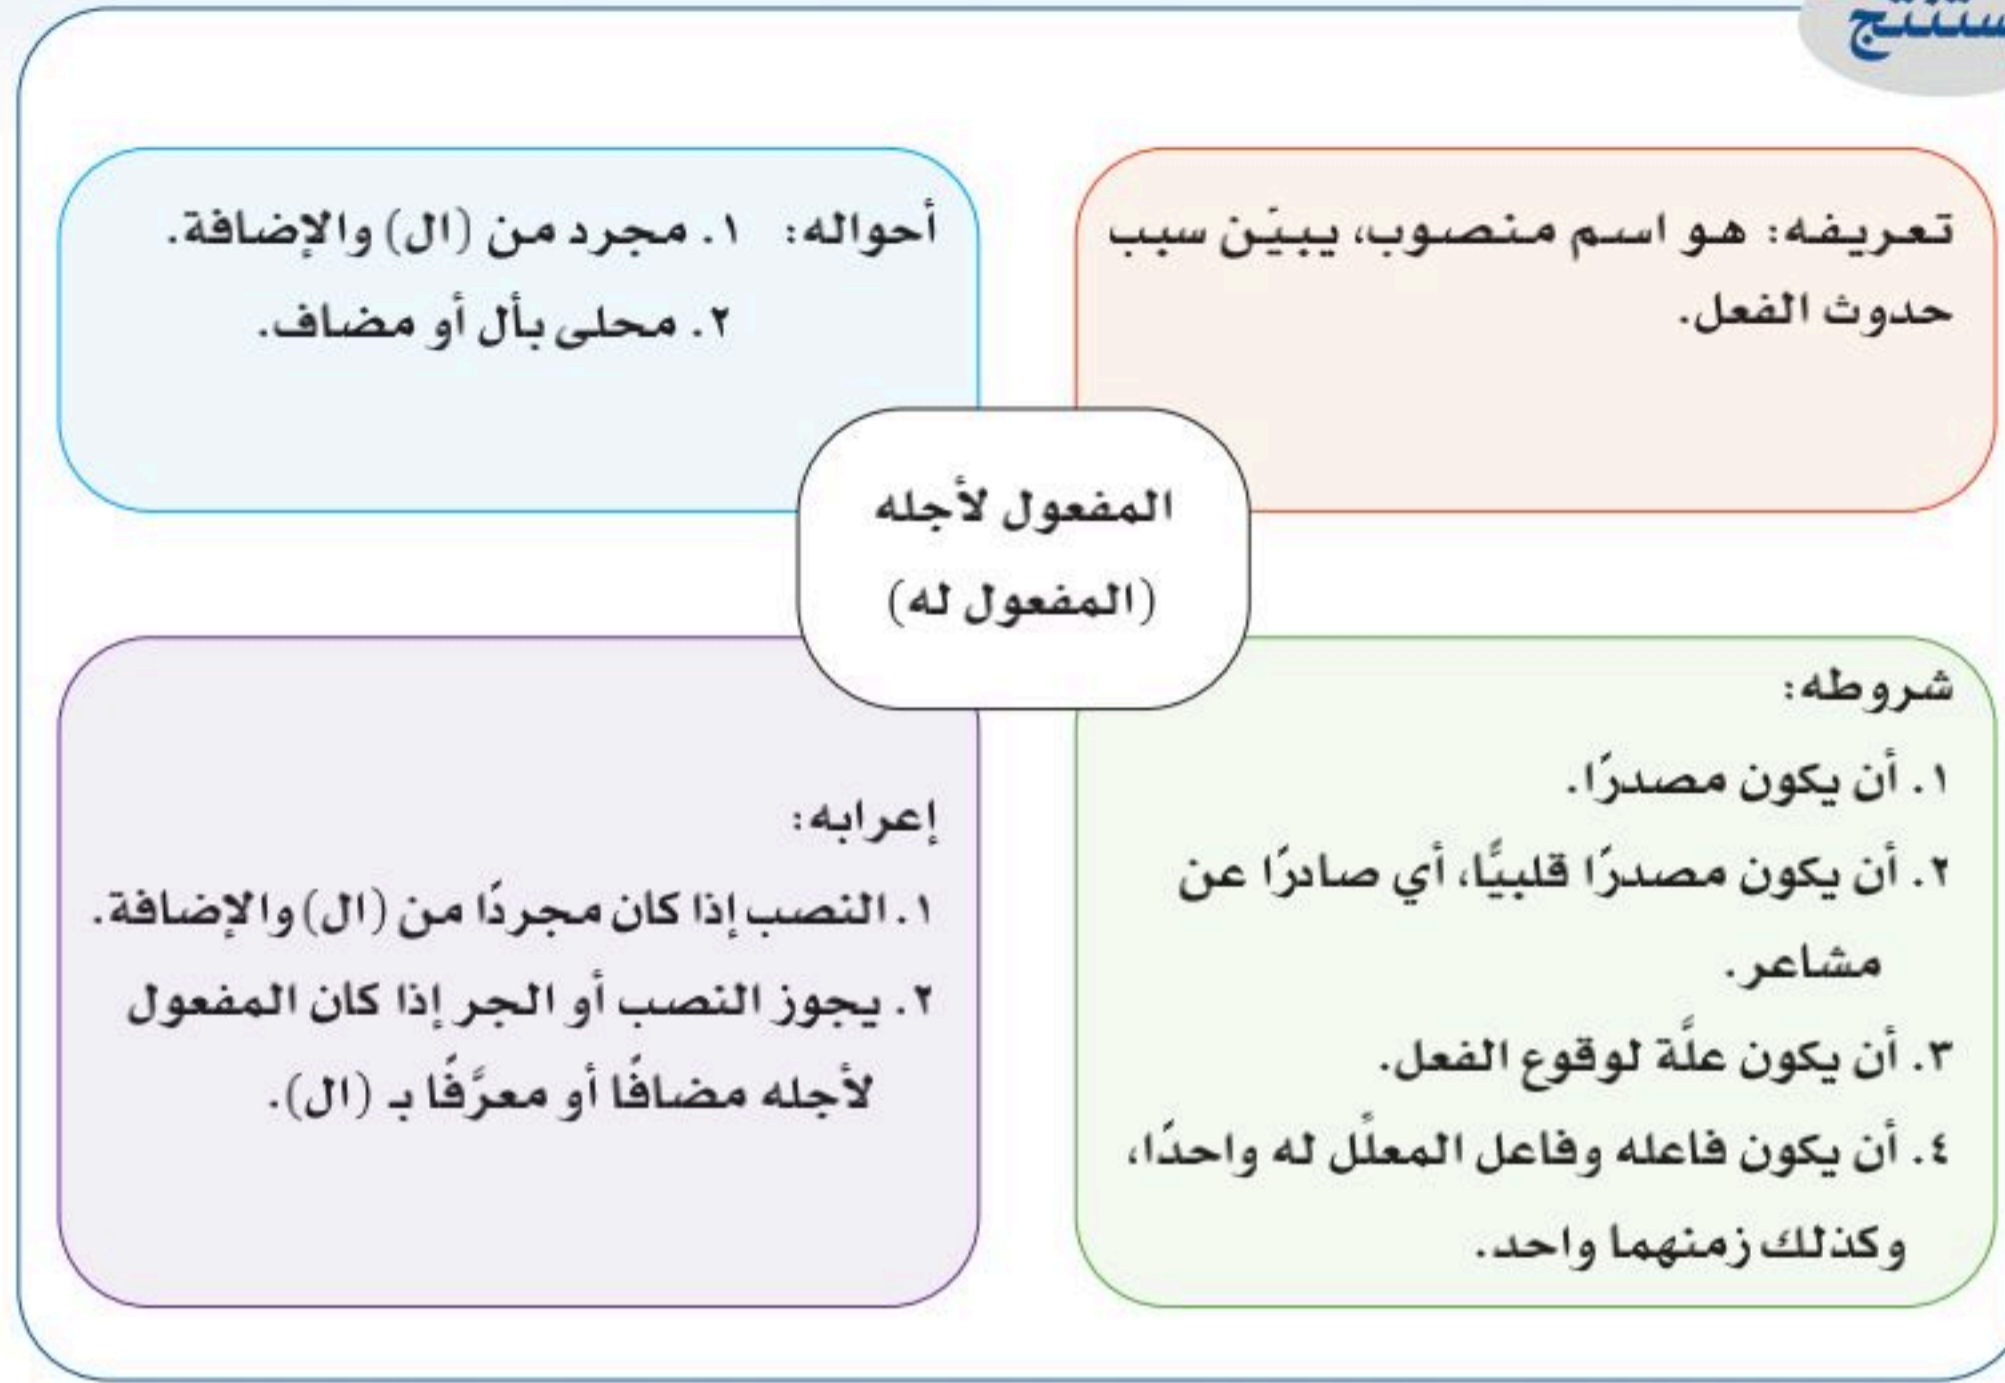 تعريفه: هو اسم منصوب، يبيّن سبب
حدوث الفعل.
أحواله: ١. مجرد من (ال) والإضافة.
٢. محلى بأل أو مضاف.
المفعول لأجله
(المفعول له)
شروطه:
١. أن يكون مصدرًا.
٢. أن يكون مصدرًا قلبيًّا، أي صادرًا عن
مشاعر.
٣. أن يكون علَّة لوقوع الفعل.
٤. أن يكون فاعله وفاعل المعلَّل له واحدًا،
وكذلك زمنهما واحد.
إعرابه:
١. النصب إذا كان مجردًا من (ال) والإضافة.
٢. يجوز النصب أو الجر إذا كان المفعول
لأجله مضافًا أو معرَّفًا بـ (ال).